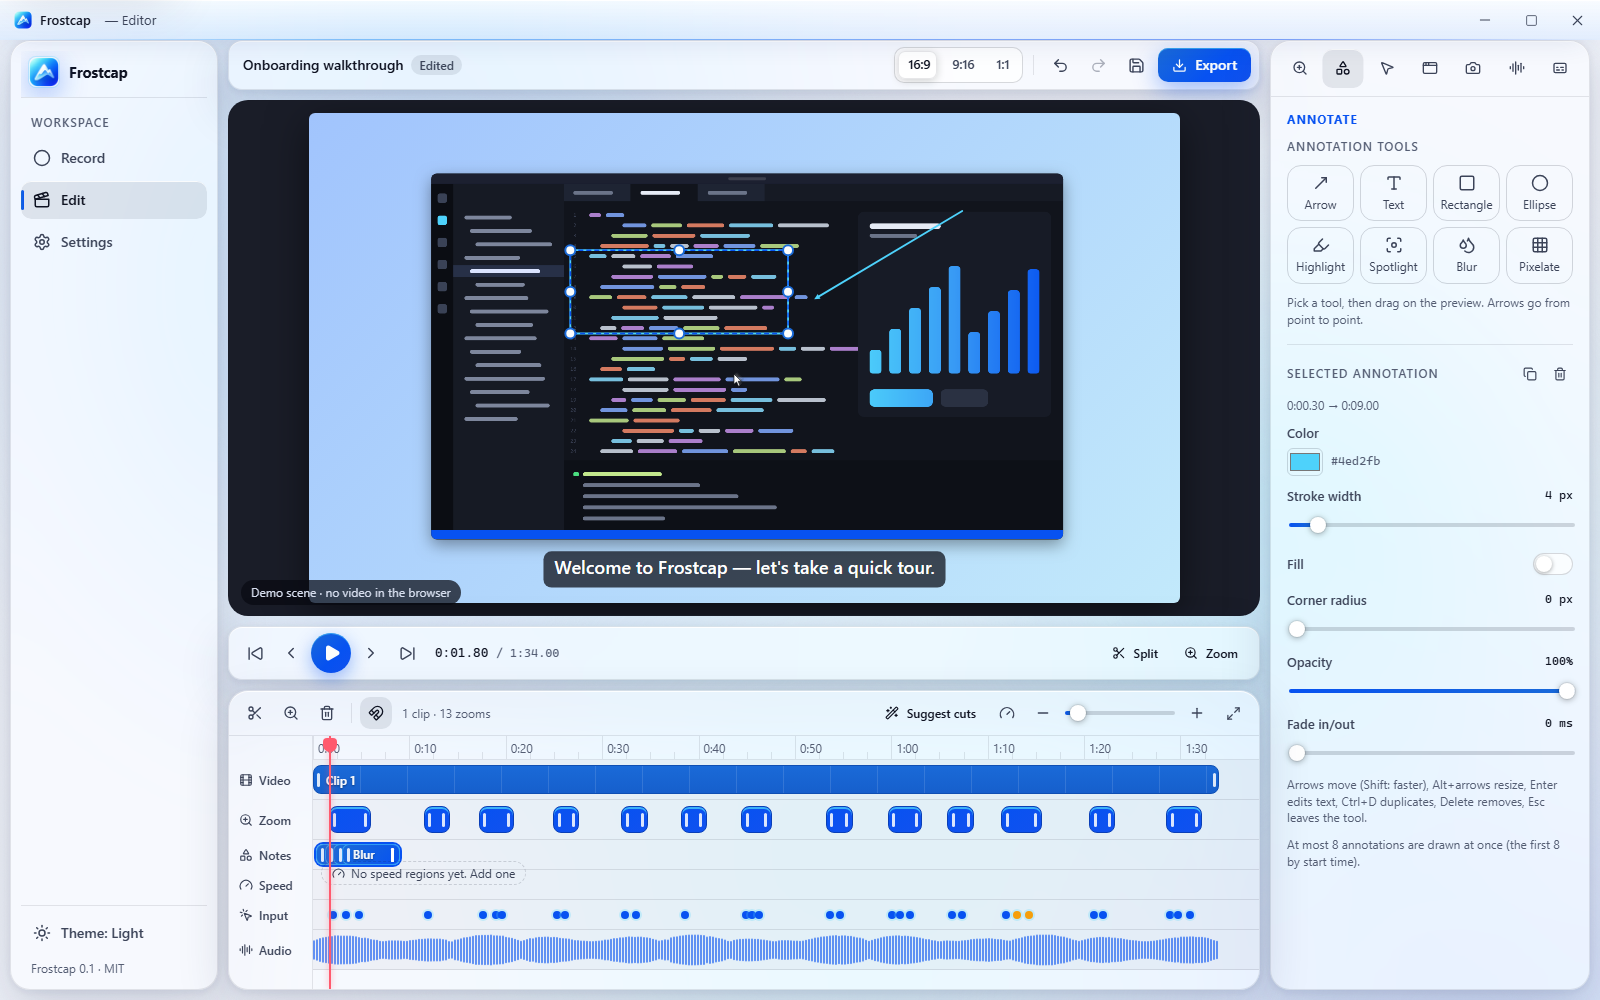 Frostcap — Editor
Frostcap
WORKSPACE
Record
Edit
Settings
Theme: Light
Frostcap 0.1 · MIT
Onboarding walkthrough Edited
16:9 9:16 1:1
Export
Welcome to Frostcap — let's take a quick tour.
Demo scene · no video in the browser
0:01.80 / 1:34.00
Split
Zoom
1 clip · 13 zooms
Suggest cuts
0:10 0:20 0:30 0:40 0:50 1:00 1:10 1:20 1:30
Video
Clip 1
Zoom
Notes
Blur
No speed regions yet. Add one
Speed
Input
Audio
ANNOTATE
ANNOTATION TOOLS
Arrow Text Rectangle Ellipse
Highlight Spotlight Blur Pixelate
Pick a tool, then drag on the preview. Arrows go from
point to point.
SELECTED ANNOTATION
0:00.30 → 0:09.00
Color
#4ed2fb
Stroke width 4 px
Fill
Corner radius 0 px
Opacity 100%
Fade in/out 0 ms
Arrows move (Shift: faster), Alt+arrows resize, Enter
edits text, Ctrl+D duplicates, Delete removes, Esc
leaves the tool.
At most 8 annotations are drawn at once (the first 8
by start time).